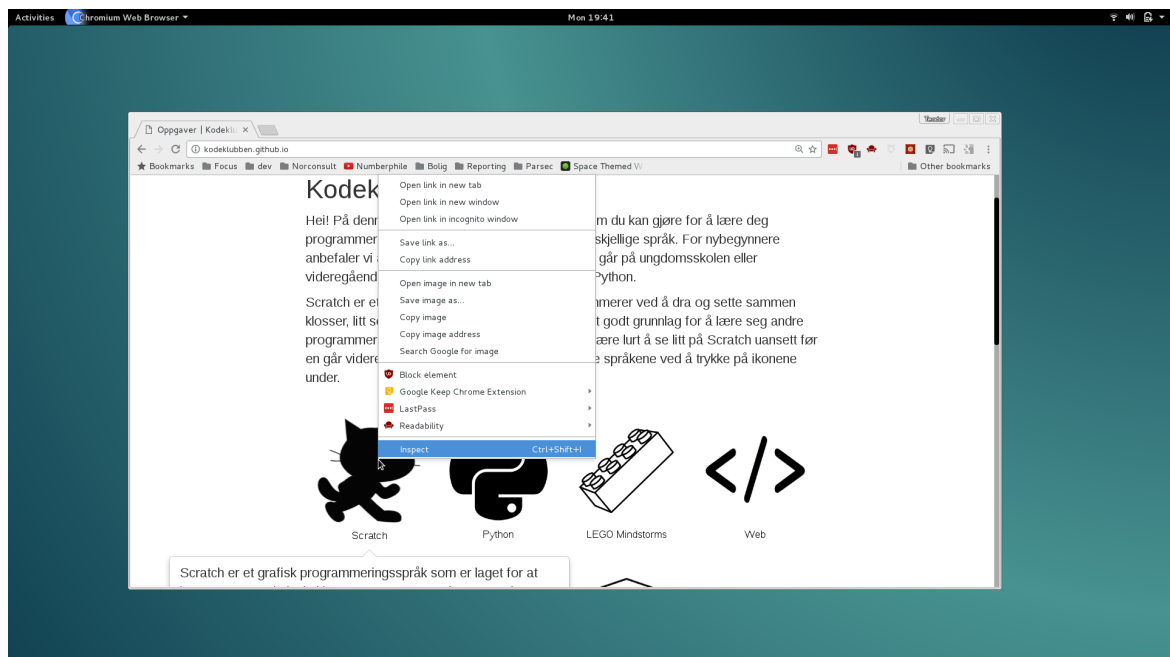 Activities Chromium Web Browser Mon 19:41
Oppgaver | Kodeklu
kodeklubben.github.io
Bookmarks Focus dev Norconsult Numberphile Bolig Reporting Parsec Space Themed W Other bookmarks
Kodek
Hei! På denn m du kan gjøre for å lære deg
programmer skjellige språk. For nybegynnere
anbefaler vi går på ungdomsskolen eller
videregåend Python.
Scratch er et merer ved å dra og sette sammen
klosser, litt s t godt grunnlag for å lære seg andre
programmer ære lurt å se litt på Scratch uansett før
en går videre e språkene ved å trykke på ikonene
under.
Open link in new tab
Open link in new window
Open link in incognito window
Save link as...
Copy link address
Open image in new tab
Save image as...
Copy image
Copy image address
Search Google for image
Block element
Google Keep Chrome Extension
LastPass
Readability
Inspect Ctrl+Shift+I
Scratch Python LEGO Mindstorms Web
Scratch er et grafisk programmeringsspråk som er laget for at